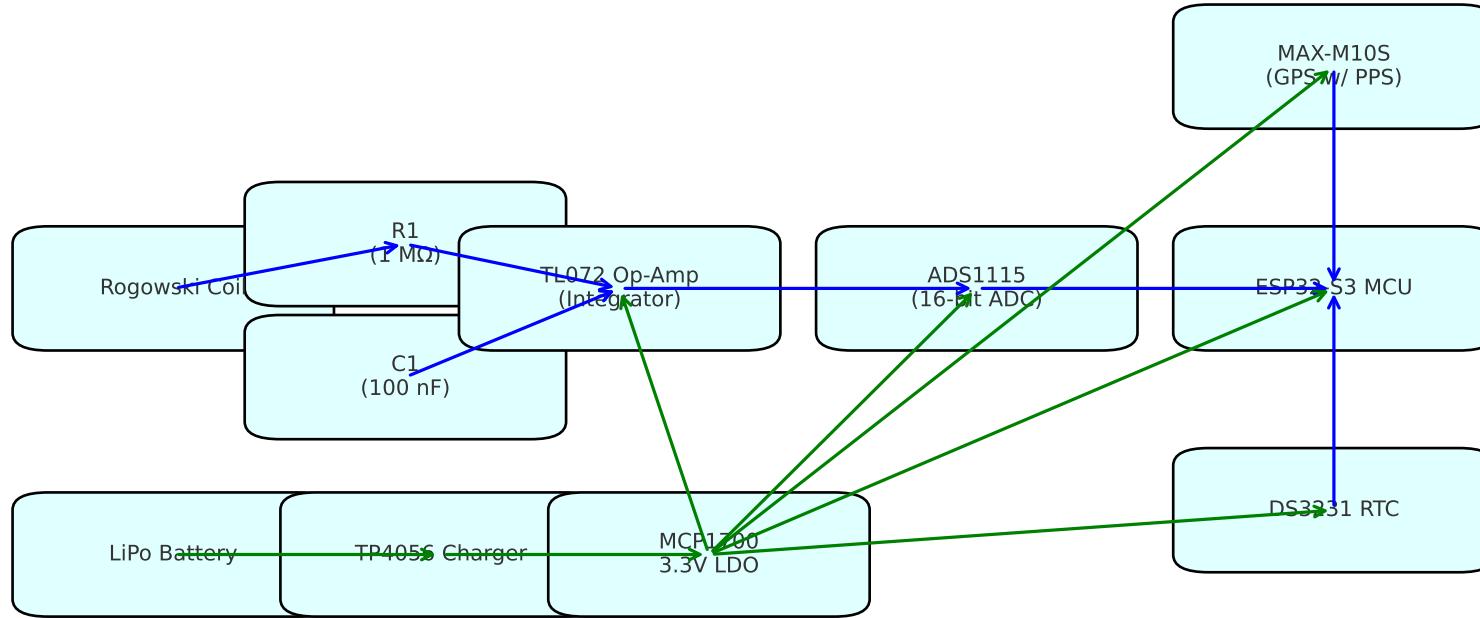 MAX-M10S
(GPS w/ PPS)
R1
(1 MΩ)
Rogowski Coil
TL072 Op-Amp
(Integrator)
ADS1115
(16-bit ADC)
ESP32-S3 MCU
C1
(100 nF)
DS3231 RTC
LiPo Battery
TP4056 Charger
MCP1700
3.3V LDO